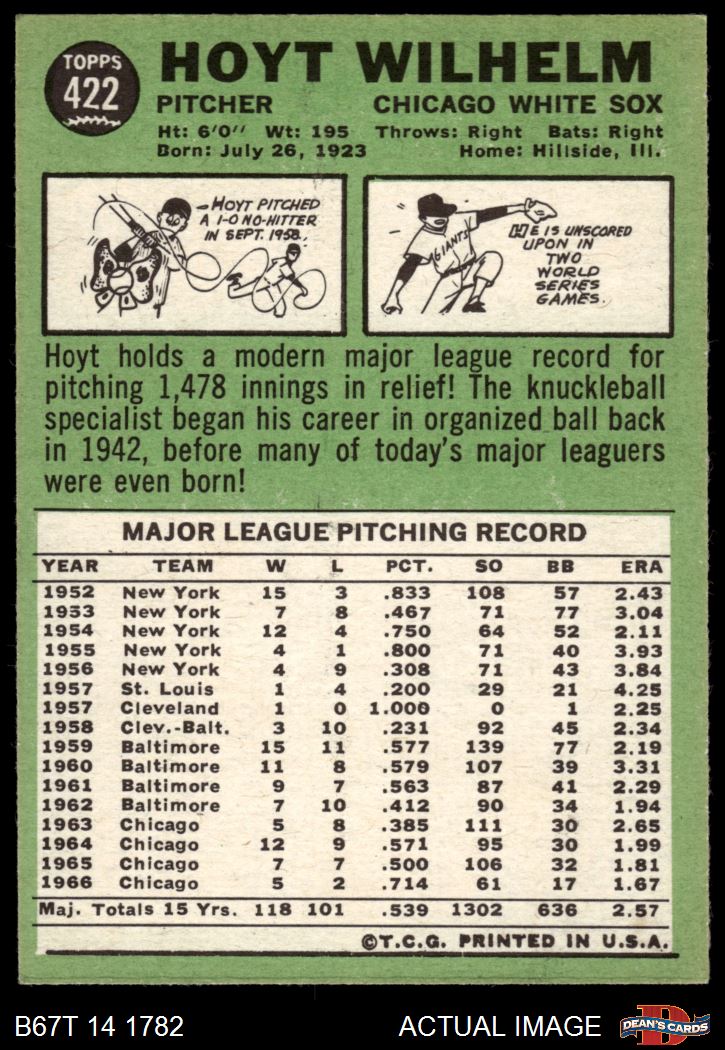 TOPPS
422
HOYT WILHELM
PITCHER CHICAGO WHITE SOX
Ht: 6'0" Wt: 195 Throws: Right Bats: Right
Born: July 26, 1923 Home: Hillside, Ill.
-HOYT PITCHED
A 1-0 NO-HITTER
IN SEPT. 1958.
GIANTS
HE IS UNSCORED
UPON IN
TWO
WORLD
SERIES
GAMES.
Hoyt holds a modern major league record for
pitching 1,478 innings in relief! The knuckleball
specialist began his career in organized ball back
in 1942, before many of today's major leaguers
were even born!
MAJOR LEAGUE PITCHING RECORD
YEAR TEAM W L PCT. SO BB ERA
1952 New York 15 3 .833 108 57 2.43
1953 New York 7 8 .467 71 77 3.04
1954 New York 12 4 .750 64 52 2.11
1955 New York 4 1 .800 71 40 3.93
1956 New York 4 9 .308 71 43 3.84
1957 St. Louis 1 4 .200 29 21 4.25
1957 Cleveland 1 0 1.000 0 1 2.25
1958 Clev.-Balt. 3 10 .231 92 45 2.34
1959 Baltimore 15 11 .577 139 77 2.19
1960 Baltimore 11 8 .579 107 39 3.31
1961 Baltimore 9 7 .563 87 41 2.29
1962 Baltimore 7 10 .412 90 34 1.94
1963 Chicago 5 8 .385 111 30 2.65
1964 Chicago 12 9 .571 95 30 1.99
1965 Chicago 7 7 .500 106 32 1.81
1966 Chicago 5 2 .714 61 17 1.67
Maj. Totals 15 Yrs. 118 101 .539 1302 636 2.57
©T.C.G. PRINTED IN U.S.A.
B67T 14 1782 ACTUAL IMAGE D DEAN'S CARDS